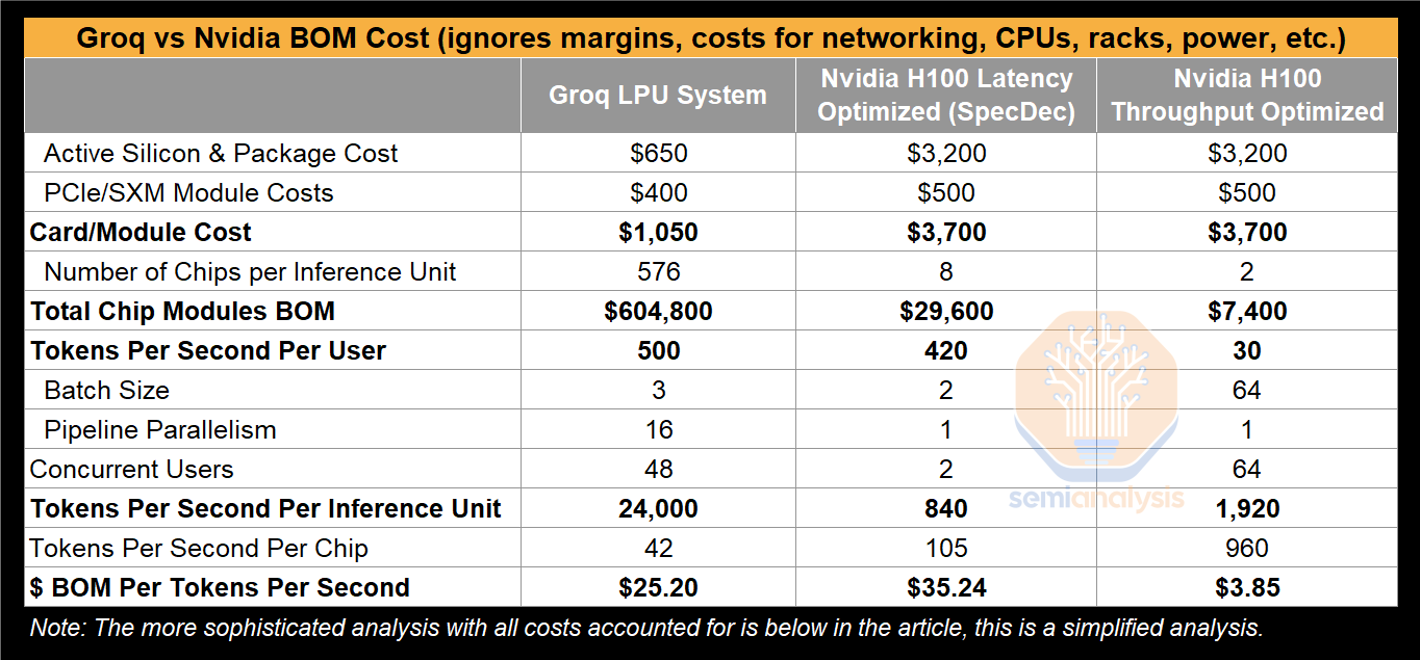 Groq vs Nvidia BOM Cost (ignores margins, costs for networking, CPUs, racks, power, etc.)
Groq LPU System
Nvidia H100 Latency Optimized (SpecDec)
Nvidia H100 Throughput Optimized
Active Silicon & Package Cost $650 $3,200 $3,200
PCIe/SXM Module Costs $400 $500 $500
Card/Module Cost $1,050 $3,700 $3,700
Number of Chips per Inference Unit 576 8 2
Total Chip Modules BOM $604,800 $29,600 $7,400
Tokens Per Second Per User 500 420 30
Batch Size 3 2 64
Pipeline Parallelism 16 1 1
Concurrent Users 48 2 64
Tokens Per Second Per Inference Unit 24,000 840 1,920
Tokens Per Second Per Chip 42 105 960
$ BOM Per Tokens Per Second $25.20 $35.24 $3.85
semianalysis
Note: The more sophisticated analysis with all costs accounted for is below in the article, this is a simplified analysis.